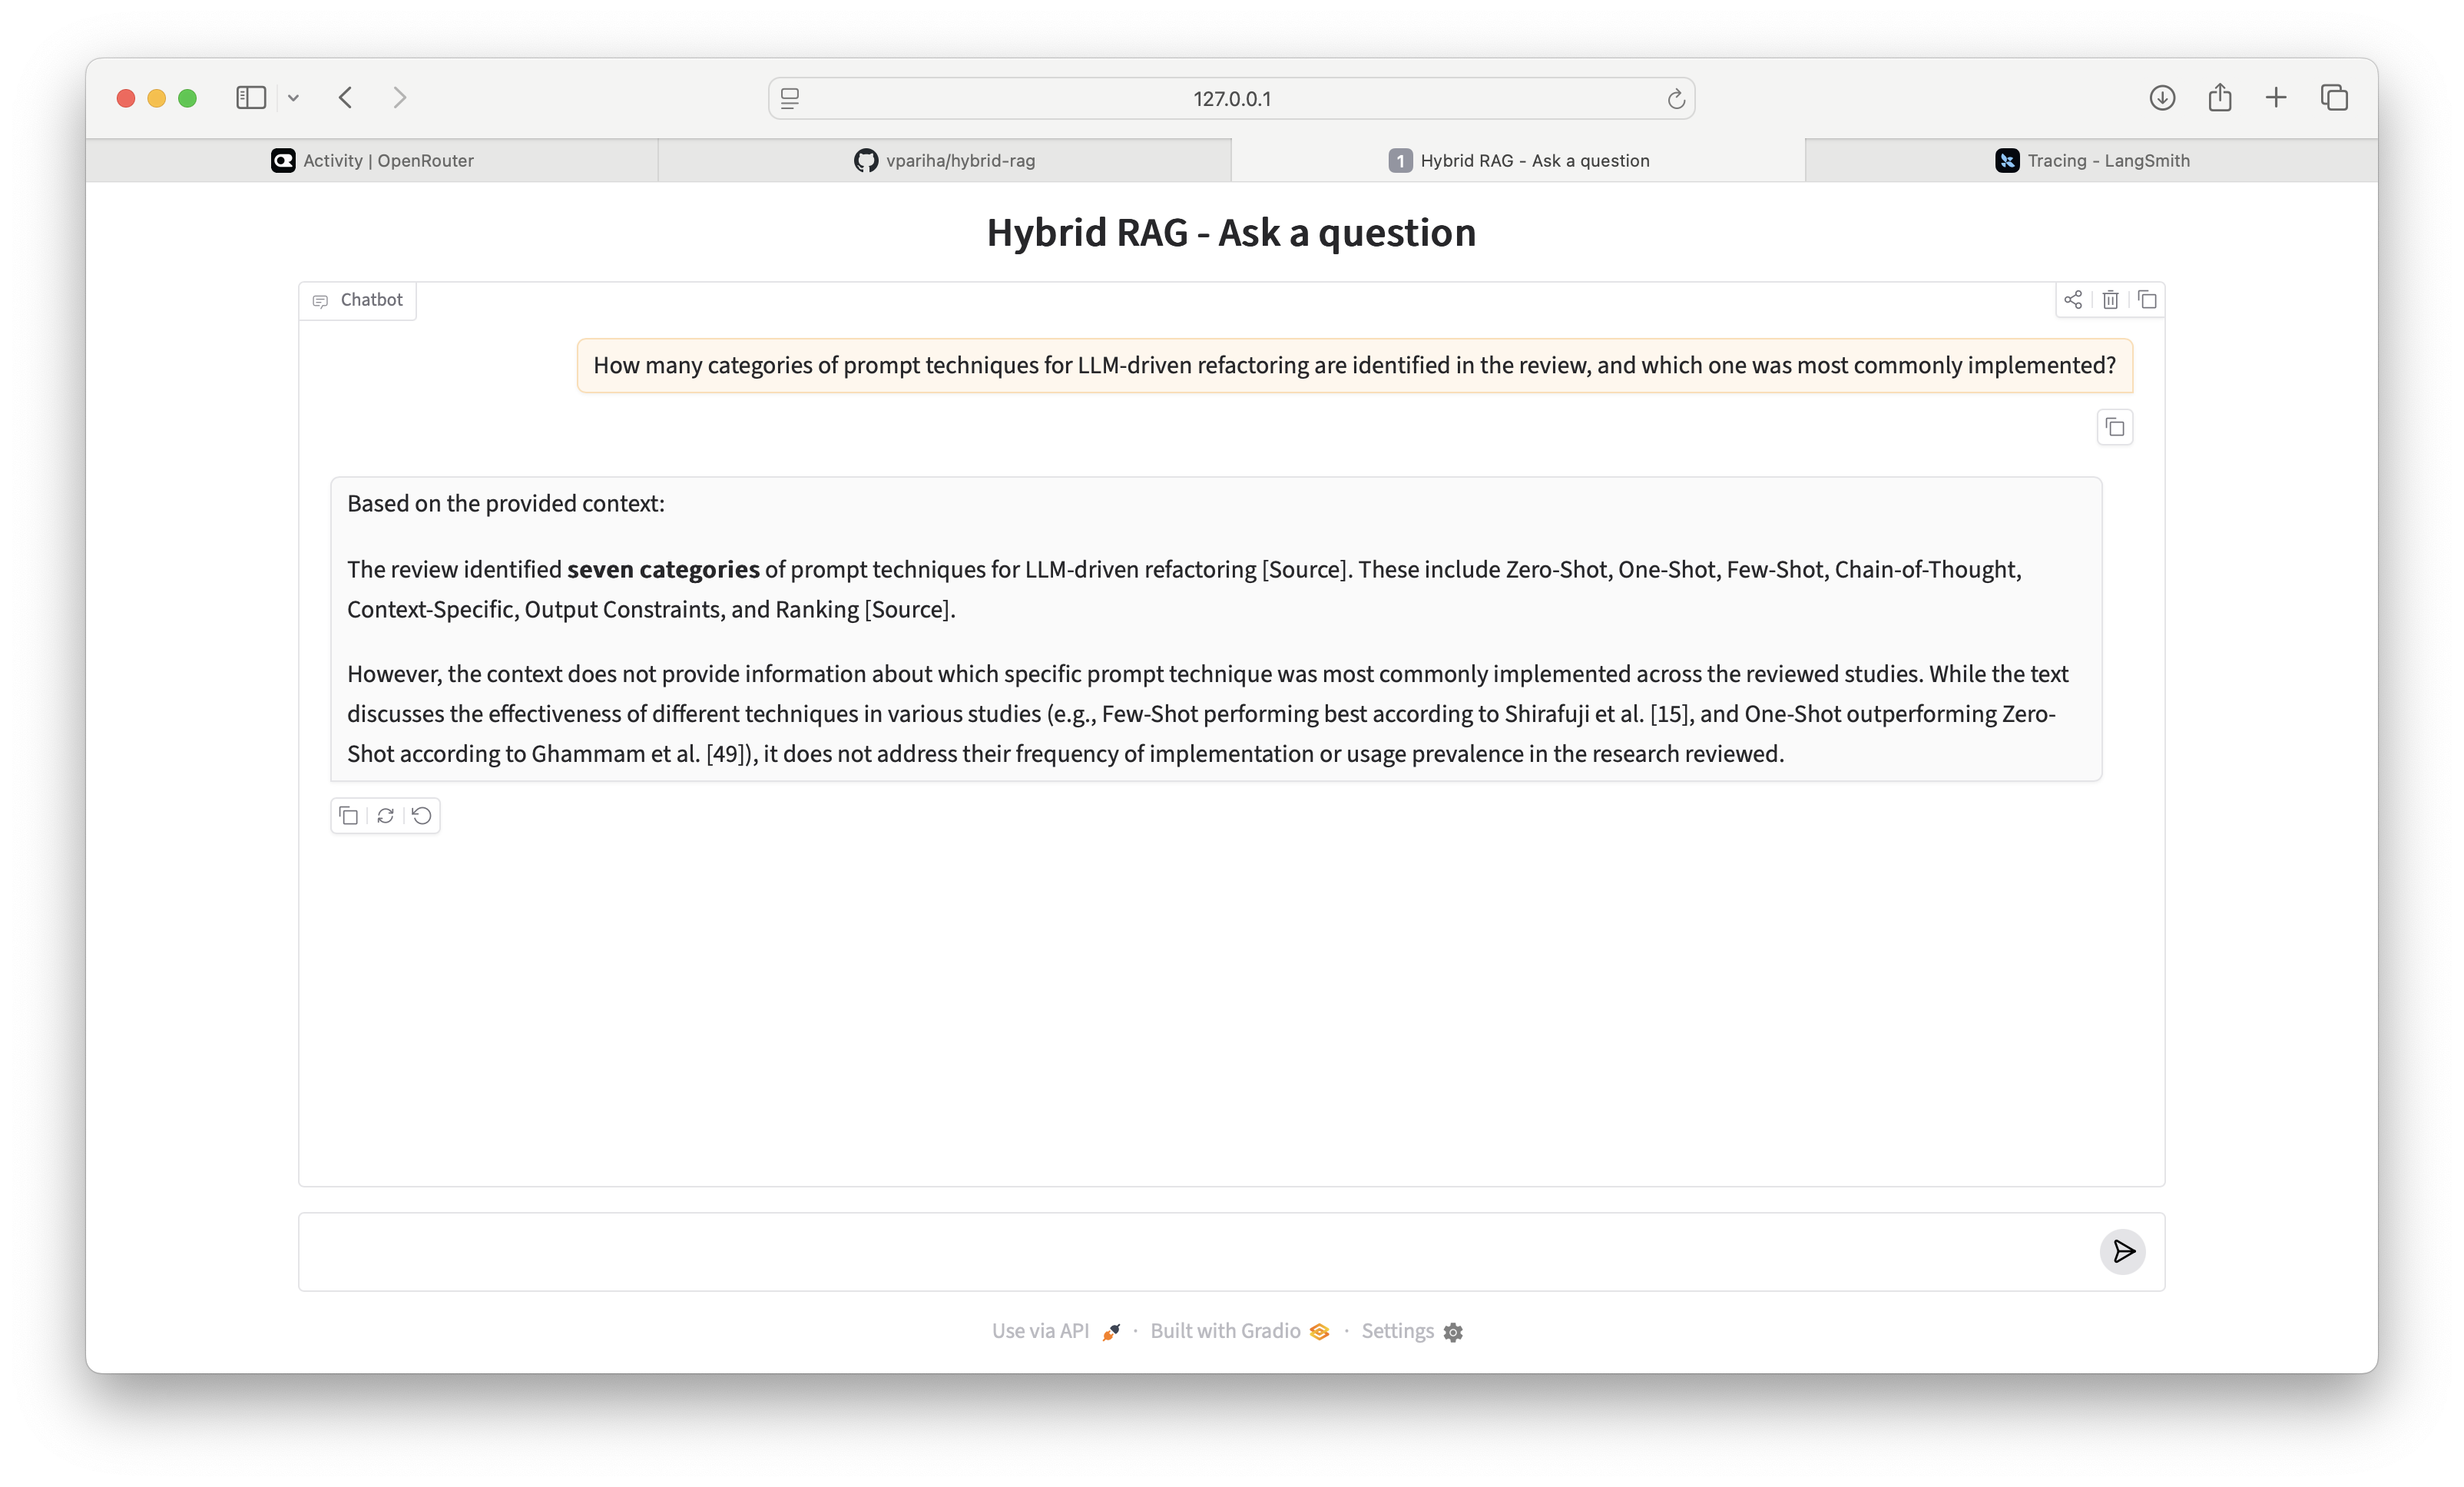 127.0.0.1
Activity | OpenRouter
vpariha/hybrid-rag
1 Hybrid RAG - Ask a question
Tracing - LangSmith
Hybrid RAG - Ask a question
Chatbot
How many categories of prompt techniques for LLM-driven refactoring are identified in the review, and which one was most commonly implemented?
Based on the provided context:
The review identified seven categories of prompt techniques for LLM-driven refactoring [Source]. These include Zero-Shot, One-Shot, Few-Shot, Chain-of-Thought,
Context-Specific, Output Constraints, and Ranking [Source].
However, the context does not provide information about which specific prompt technique was most commonly implemented across the reviewed studies. While the text
discusses the effectiveness of different techniques in various studies (e.g., Few-Shot performing best according to Shirafuji et al. [15], and One-Shot outperforming Zero-
Shot according to Ghammam et al. [49]), it does not address their frequency of implementation or usage prevalence in the research reviewed.
Use via API · Built with Gradio · Settings